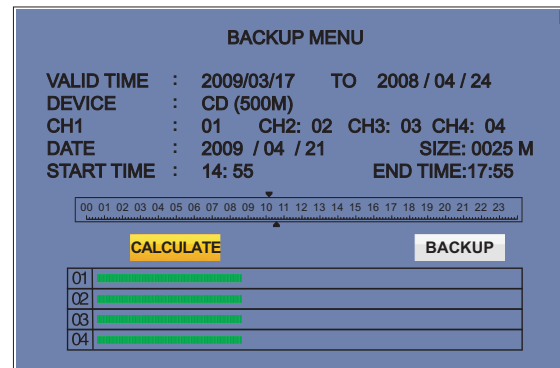 BACKUP MENU
VALID TIME : 2009/03/17 TO 2008 / 04 / 24
DEVICE : CD (500M)
CH1 : 01 CH2: 02 CH3: 03 CH4: 04
DATE : 2009 / 04 / 21 SIZE: 0025 M
START TIME : 14: 55 END TIME:17:55
00 01 02 03 04 05 06 07 08 09 10 11 12 13 14 15 16 17 18 19 20 21 22 23
CALCULATE BACKUP
01
02
03
04